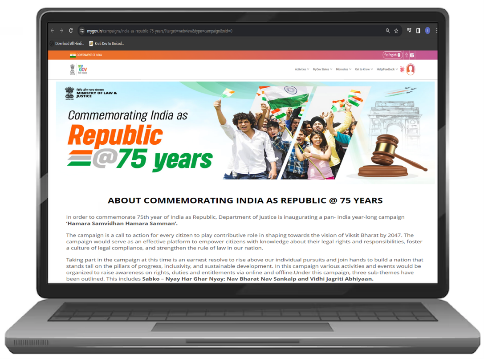 MINISTRY OF LAW &
JUSTICE
Commemorating India as
Republic
@75 years
ABOUT COMMEMORATING INDIA AS REPUBLIC @ 75 YEARS
In order to commemorate 75th year of India as Republic, Department of Justice is inaugurating a pan- India year-long campaign
'Hamara Samvidhan Hamara Samman'.
The campaign is a call to action for every citizen to play contributive role in shaping towards the vision of Viksit Bharat by 2047. The
campaign would serve as an effective platform to empower citizens with knowledge about their legal rights and responsibilities, foster
a culture of legal compliance, and strengthen the rule of law in our nation.
Taking part in the campaign at this time is an earnest resolve to rise above our individual pursuits and join hands to build a nation that
stands tall on the pillars of progress, inclusivity, and sustainable development. In this campaign various activities and events would be
organized to raise awareness on rights, duties and entitlements via online and offline Under this campaign, three sub-themes have
been outlined. This includes Sabko – Nyay Har Ghar Nyay; Nav Bharat Nav Sankalp and Vidhi Jagriti Abhiyaan.